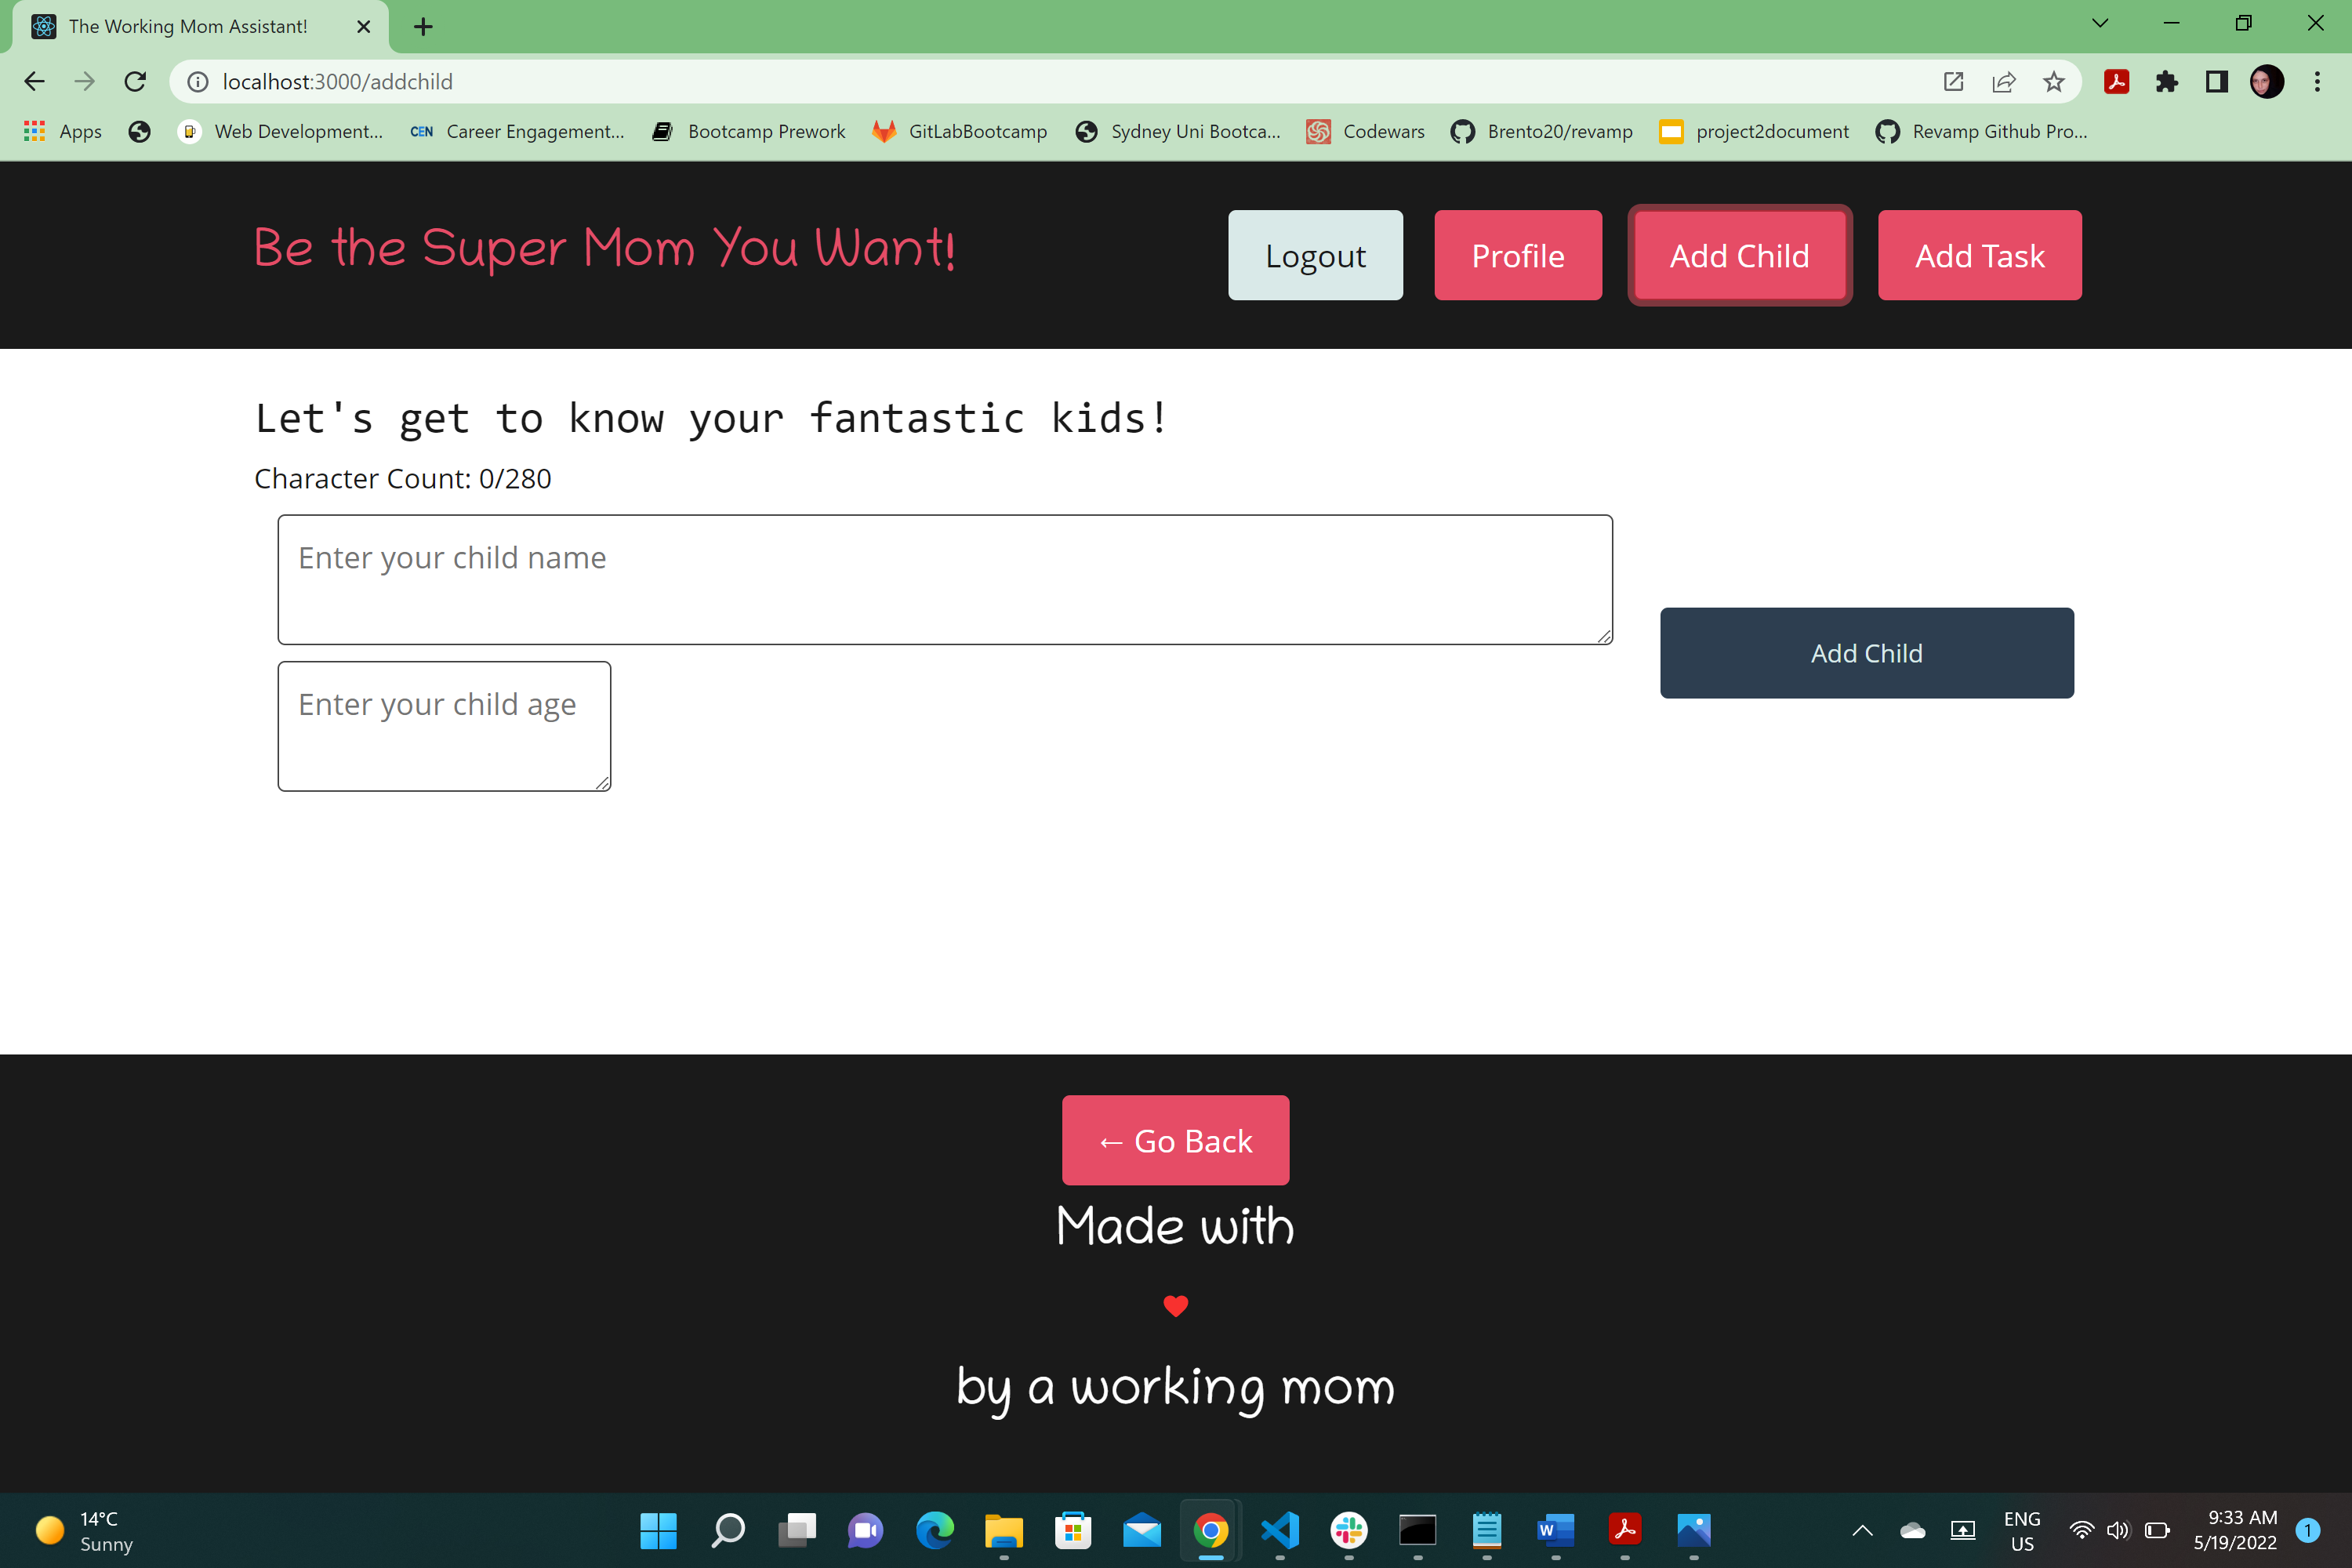 The Working Mom Assistant!
localhost:3000/addchild
Apps
Web Development...
CEN Career Engagement...
Bootcamp Prework
GitLabBootcamp
Sydney Uni Bootca...
Codewars
Brento20/revamp
project2document
Revamp Github Pro...
Be the Super Mom You Want!
Logout
Profile
Add Child
Add Task
Let's get to know your fantastic kids!
Character Count: 0/280
Enter your child name
Add Child
Enter your child age
← Go Back
Made with
by a working mom
14°C
Sunny
W
ENG
US
9:33 AM
5/19/2022
1